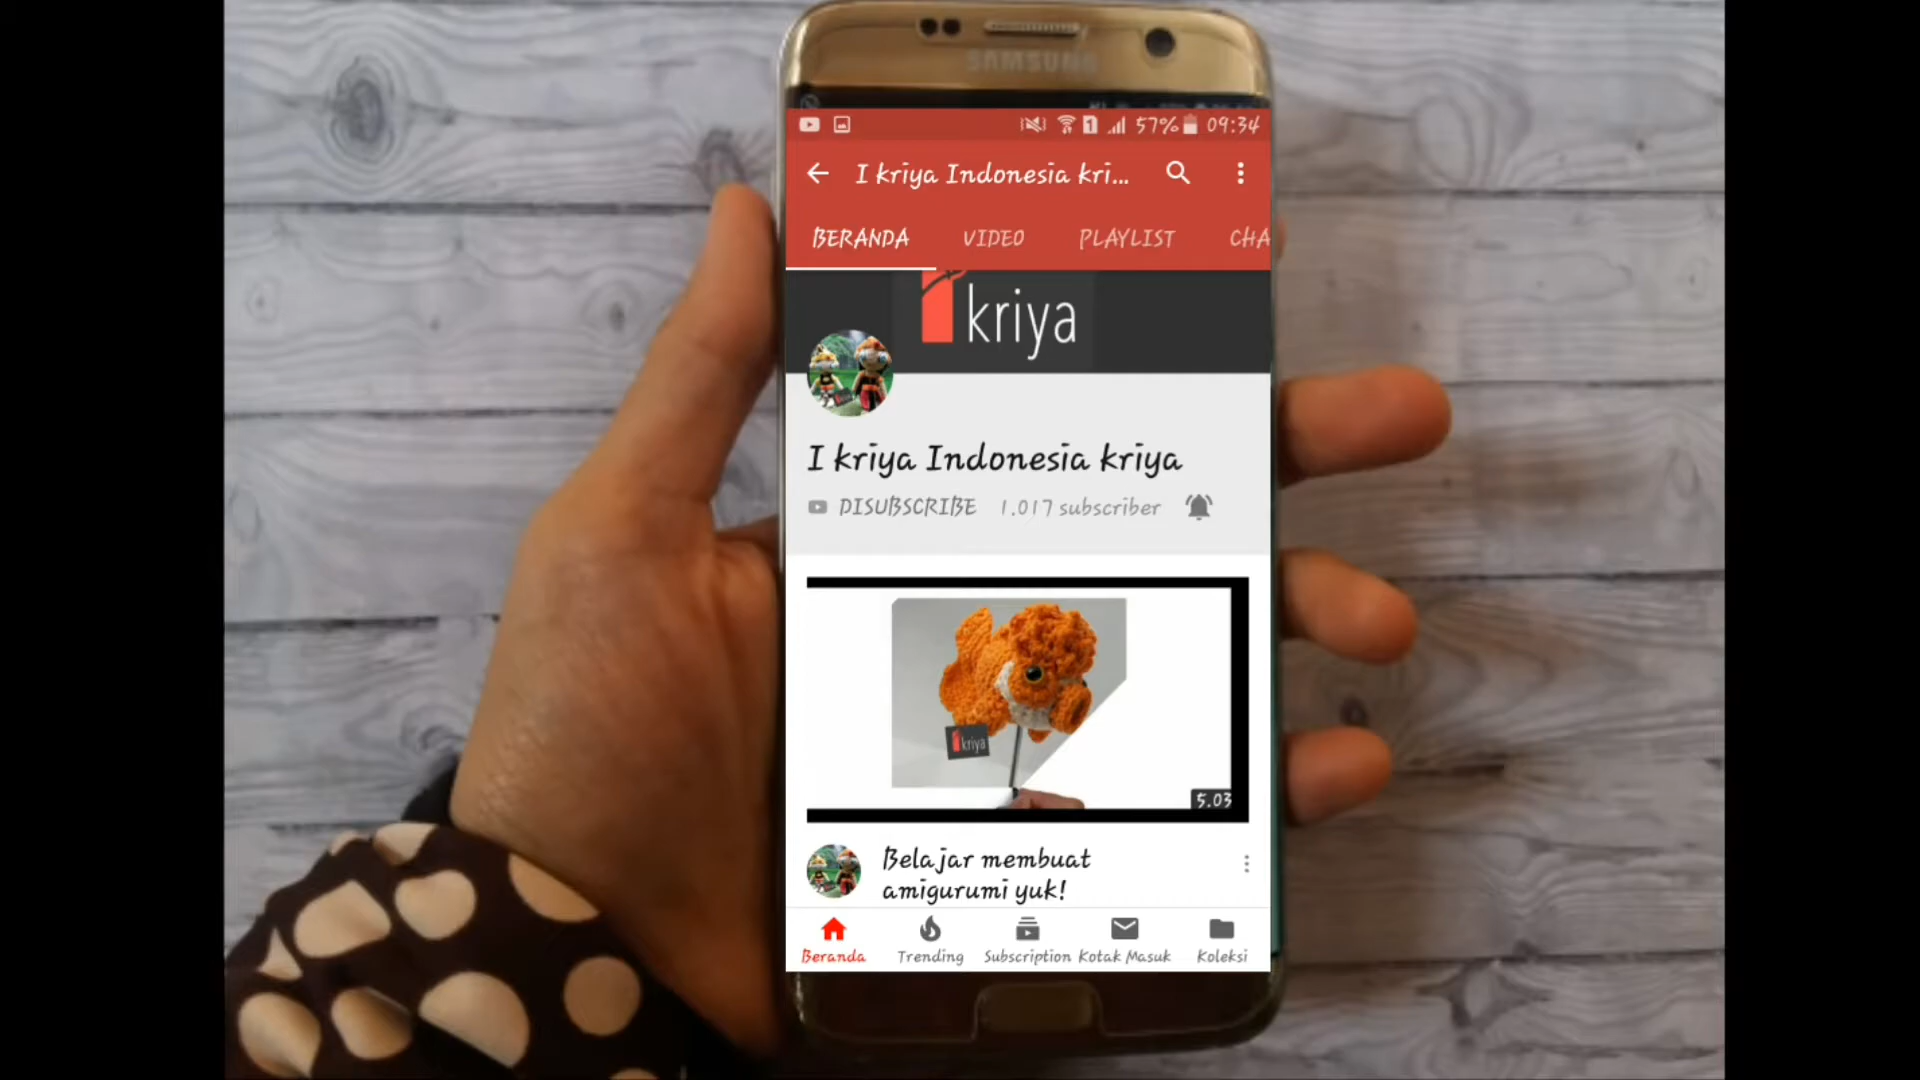 SAMSUNG
57% 09:34
I kriya Indonesia kri...
BERANDA VIDEO PLAYLIST CHA
kriya
I kriya Indonesia kriya
DISUBSCRIBE 1.017 subscriber
kriya
5.03
Belajar membuat
amigurumi yuk!
Beranda Trending Subscription Kotak Masuk Koleksi